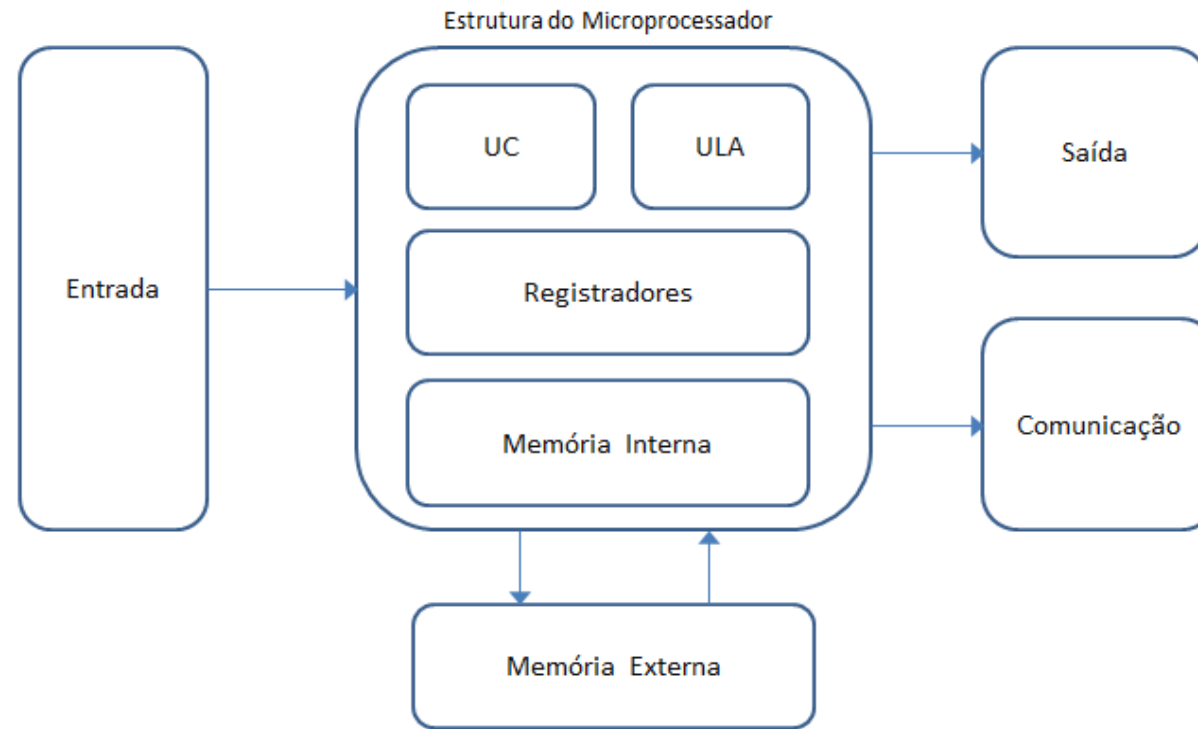 Estrutura do Microprocessador
UC
ULA
Saída
Entrada
Registradores
Comunicação
Memória Interna
Memória Externa